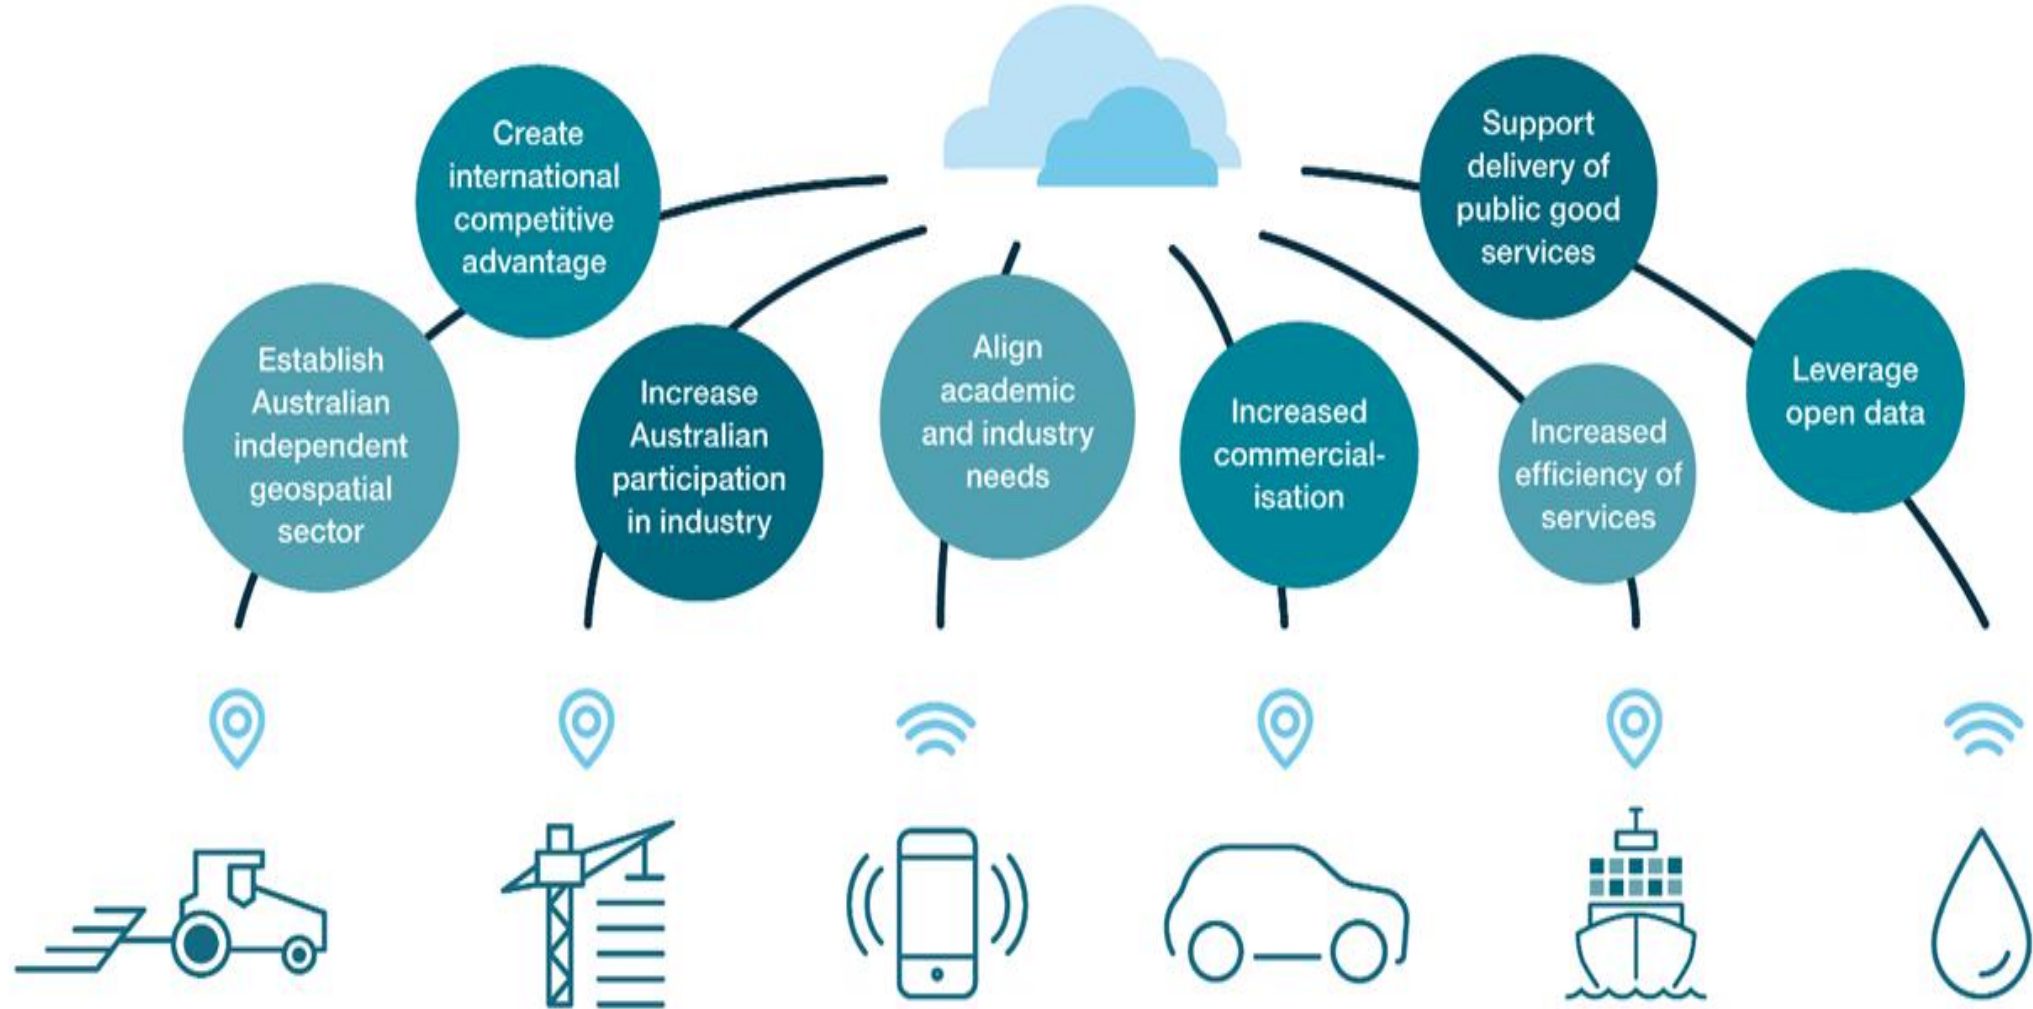 Create
international
competitive
advantage
Support
delivery of
public good
services
Establish
Australian
independent
geospatial
sector
Increase
Australian
participation
in industry
Align
academic
and industry
needs
Increased
commercial-
isation
Increased
efficiency of
services
Leverage
open data